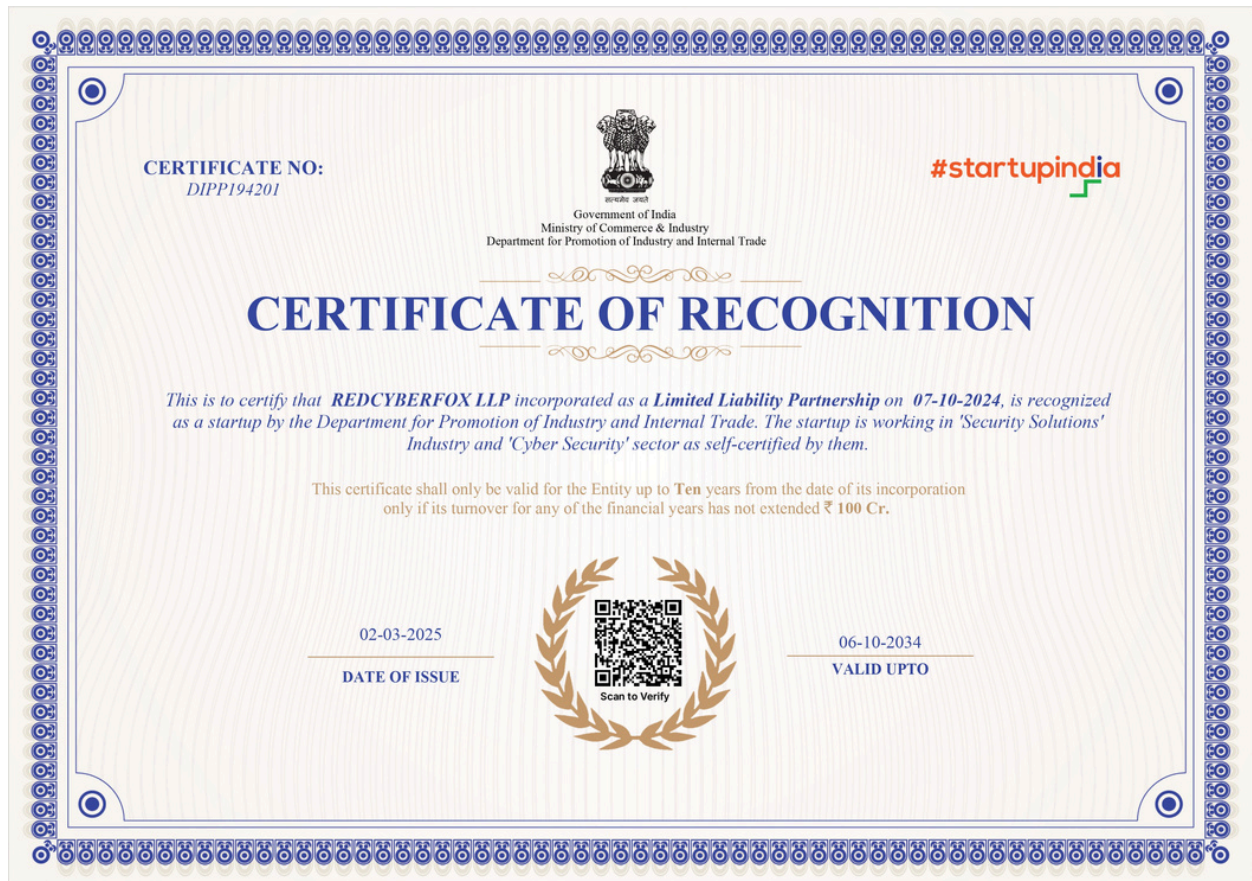 CERTIFICATE NO:
DIPP194201
सत्यमेव जयते
#startupindia
Government of India
Ministry of Commerce & Industry
Department for Promotion of Industry and Internal Trade
CERTIFICATE OF RECOGNITION
This is to certify that REDCYBERFOX LLP incorporated as a Limited Liability Partnership on 07-10-2024, is recognized
as a startup by the Department for Promotion of Industry and Internal Trade. The startup is working in 'Security Solutions'
Industry and 'Cyber Security' sector as self-certified by them.
This certificate shall only be valid for the Entity up to Ten years from the date of its incorporation
only if its turnover for any of the financial years has not extended ₹ 100 Cr.
02-03-2025
DATE OF ISSUE
Scan to Verify
06-10-2034
VALID UPTO